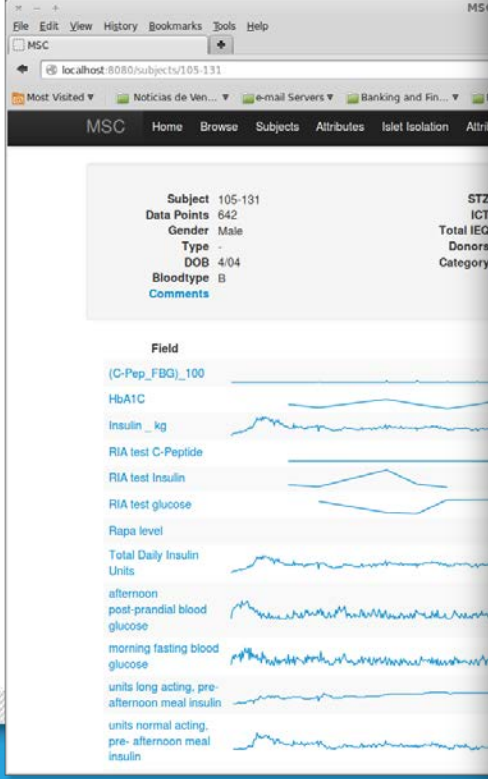 MSC
File Edit View History Bookmarks Tools Help
MSC
localhost:8080/subjects/105-131
Most Visited Noticias de Ven... e-mail Servers Banking and Fin...
MSC Home Browse Subjects Attributes Islet Isolation Attri
Subject 105-131 STZ
Data Points 642 ICT
Gender Male Total IEQ
Type - Donors
DOB 4/04 Category
Bloodtype B
Comments
Field
(C-Pep_FBG)_100
HbA1C
Insulin _ kg
RIA test C-Peptide
RIA test Insulin
RIA test glucose
Rapa level
Total Daily Insulin
Units
afternoon
post-prandial blood
glucose
morning fasting blood
glucose
units long acting, pre-
afternoon meal insulin
units normal acting,
pre- afternoon meal
insulin